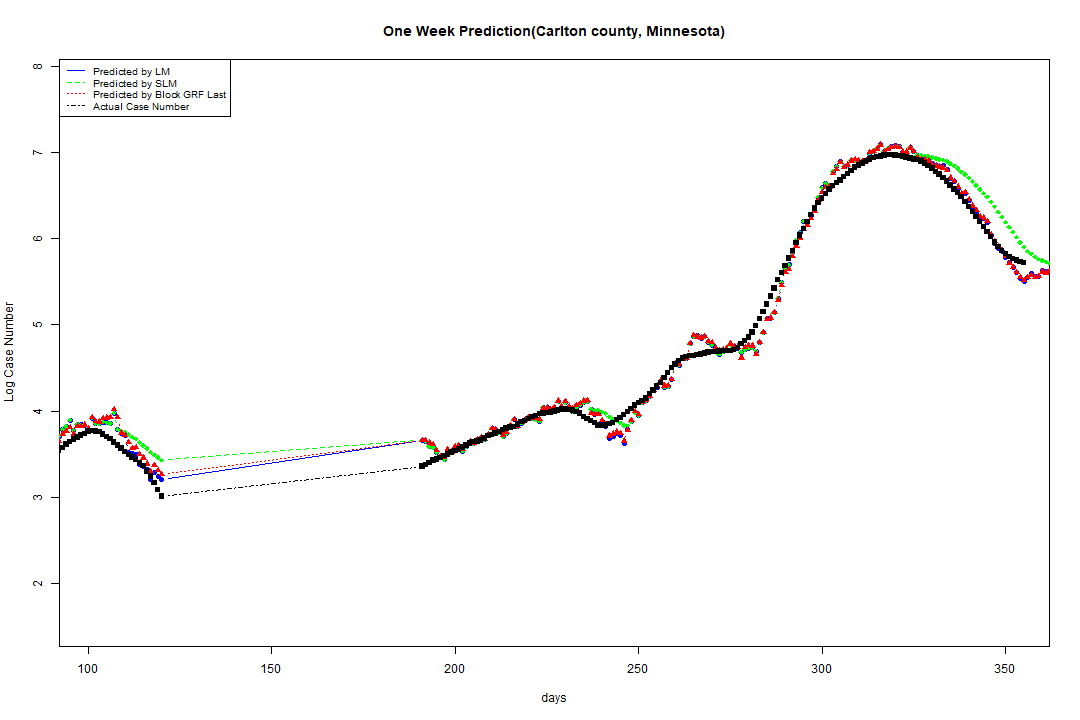 One Week Prediction(Carlton county, Minnesota)
Predicted by LM
Predicted by SLM
Predicted by Block GRF Last
Actual Case Number
8
7
6
5
4
3
2
Log Case Number
100 150 200 250 300 350
days